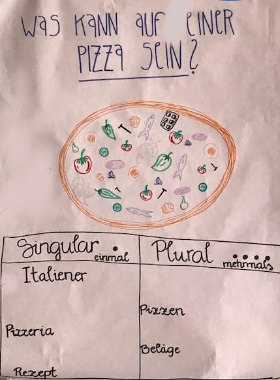 WAS KANN AUF EINER
PIZZA SEIN?
Singular einmal
Plural mehrmals
Italiener
Pizzen
Pizzeria
Beläge
Rezept